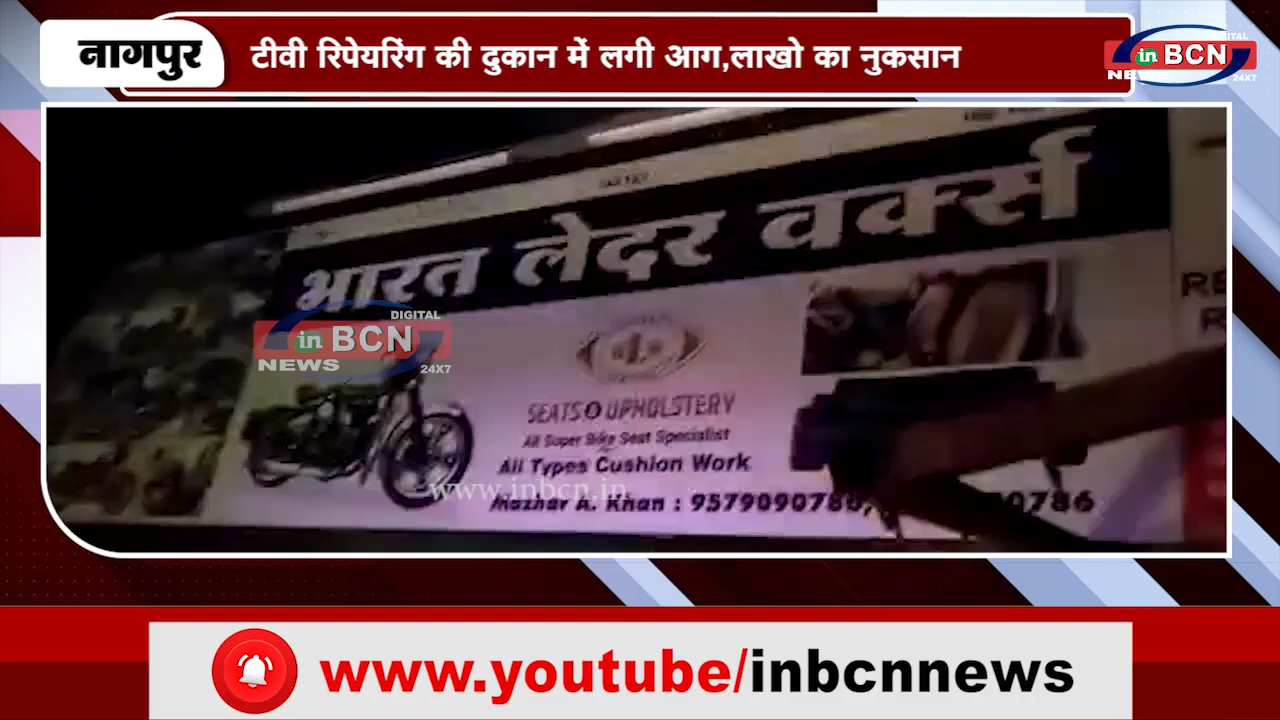 नागपुर
टीवी रिपेयरिंग की दुकान में लगी आग,लाखो का नुकसान
DIGITAL
in BCN
NEWS
24X7
भारत लेदर वर्क्स
DIGITAL
in BCN
NEWS
24X7
SEATS & UPHOLSTERY
All Super Bike Seat Specialist
All Types Cushion Work
www.inbcn.in
Mazhar A. Khan : 9579090786,
0786
www.youtube/inbcnnews